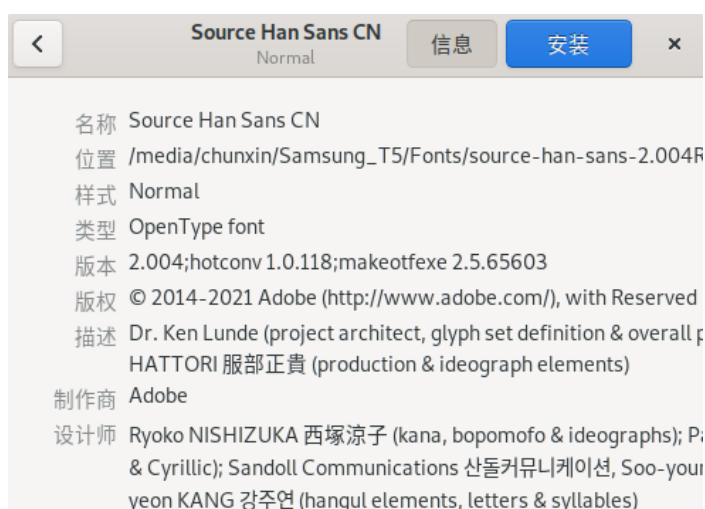 Source Han Sans CN
Normal
信息
安装
名称 Source Han Sans CN
位置 /media/chunxin/Samsung_T5/Fonts/source-han-sans-2.004R
样式 Normal
类型 OpenType font
版本 2.004;hotconv 1.0.118;makeotfexe 2.5.65603
版权 © 2014-2021 Adobe (http://www.adobe.com/), with Reserved
描述 Dr. Ken Lunde (project architect, glyph set definition & overall
HATTORI 服部正貴 (production & ideograph elements)
制作商 Adobe
设计师 Ryoko NISHIZUKA 西塚涼子 (kana, bopomofo & ideographs);
& Cyrillic); Sandoll Communications 산돌커뮤니케이션,
yeon KANG 강주연 (hangul elements, letters & syllables)